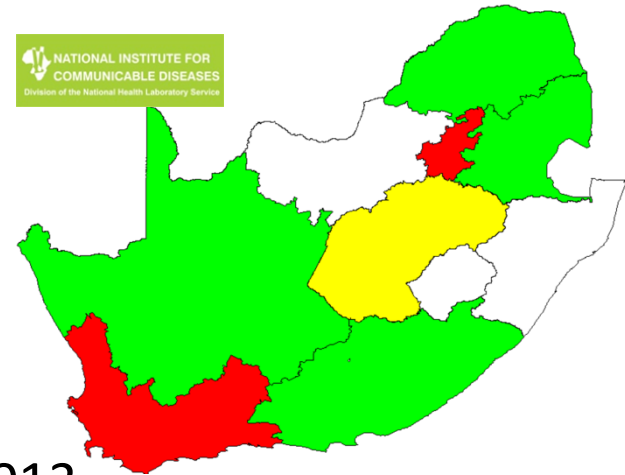 NATIONAL INSTITUTE FOR
COMMUNICABLE DISEASES
Division of the National Health Laboratory Service